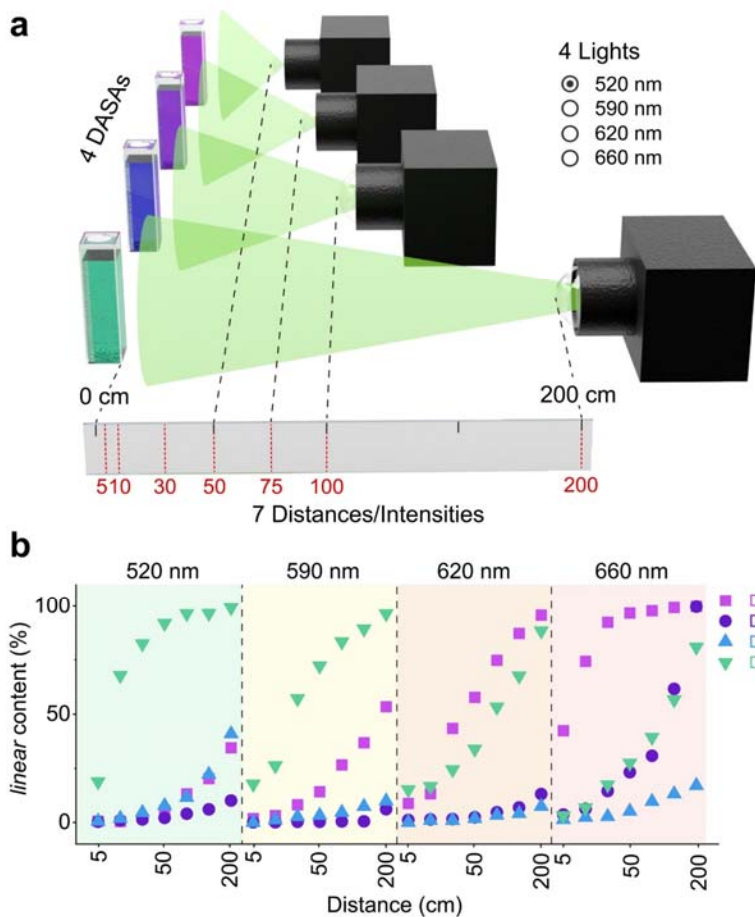 a
4 DASAs
4 Lights
520 nm
590 nm
620 nm
660 nm
0 cm
200 cm
5 10 30 50 75 100 200
7 Distances/Intensities
b
520 nm 590 nm 620 nm 660 nm
linear content (%)
100
50
0
5 50 200 5 50 200 5 50 200 5 50 200
Distance (cm)